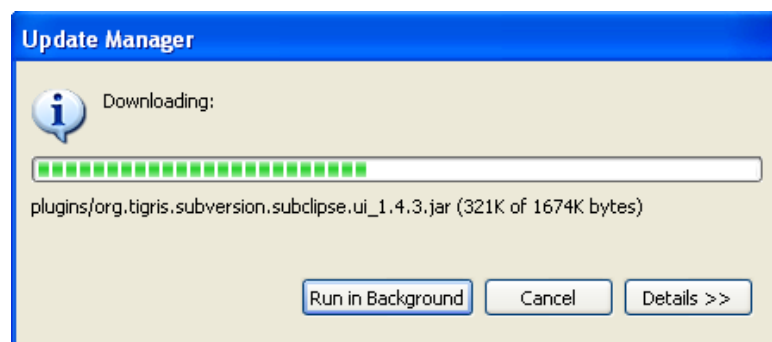 Update Manager
Downloading:
plugins/org.tigris.subversion.subclipse.ui_1.4.3.jar (321K of 1674K bytes)
Run in Background Cancel Details >>